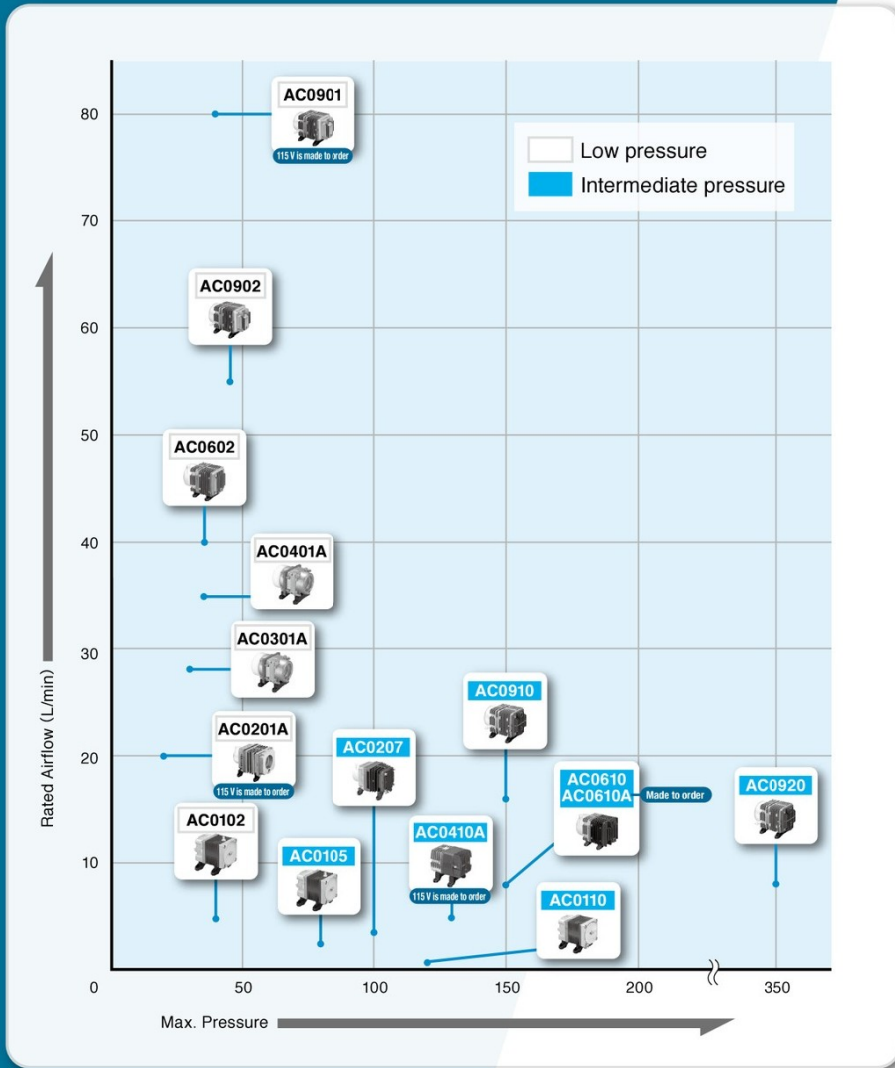 80
70
60
50
40
30
20
10
0
50
100
150
200
350
Rated Airflow (L/min)
Max. Pressure
Low pressure
Intermediate pressure
AC0901
115 V is made to order
AC0902
AC0602
AC0401A
AC0301A
AC0201A
115 V is made to order
AC0102
AC0105
AC0207
AC0410A
115 V is made to order
AC0910
AC0610
AC0610A
Made to order
AC0110
AC0920